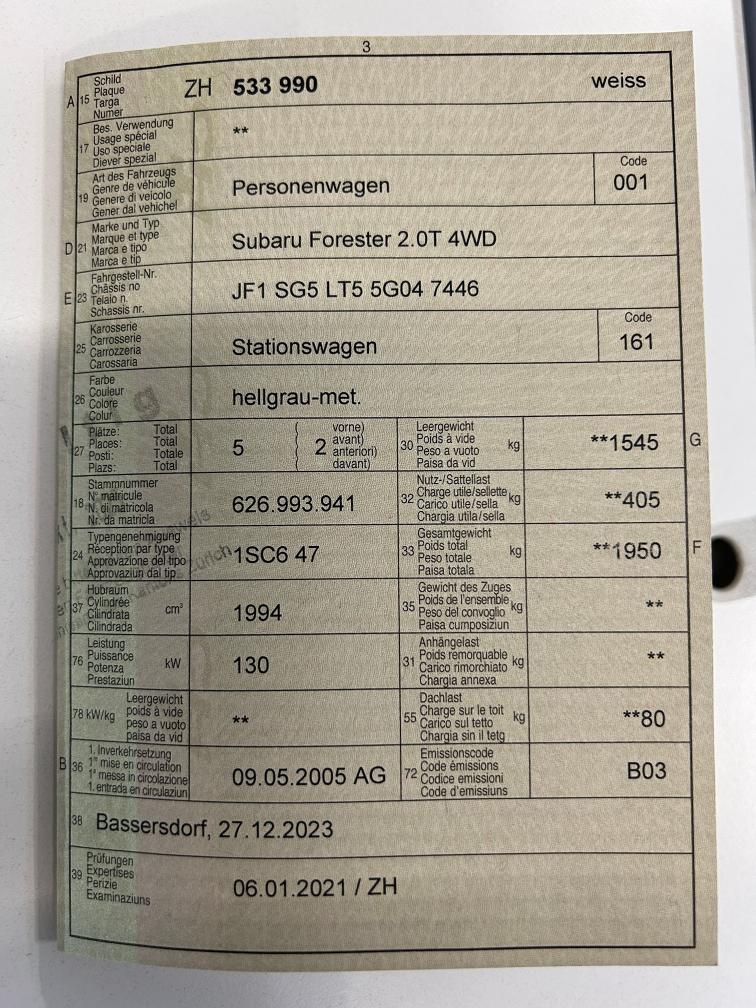 3
A 15 Schild
Plaque
Targa
Numer
ZH 533 990 weiss
17 Bes. Verwendung
Usage spécial
Uso speciale
Diever spezial
**
19 Art des Fahrzeugs
Genre de véhicule
Genere di veicolo
Gener dal vehichel
Personenwagen
Code
001
D 21 Marke und Typ
Marque et type
Marca e tipo
Marca e tip
Subaru Forester 2.0T 4WD
E 23 Fahrgestell-Nr.
Châssis no
Telaio n.
Schassis nr.
JF1 SG5 LT5 5G04 7446
25 Karosserie
Carrosserie
Carrozzeria
Carossaria
Stationswagen
Code
161
26 Farbe
Couleur
Colore
Colur
hellgrau-met.
27 Plätze: Total
Places: Total
Posti: Totale
Plazs: Total
5
( 2 vorne)
avant)
anteriori)
davant)
30 Leergewicht
Poids à vide
Peso a vuoto
Paisa da vid
kg
**1545
G
18 Stammnummer
N° matricule
N. di matricola
Nr. da matricla
626.993.941
32 Nutz-/Sattellast
Charge utile/sellette
Carico utile/sella
Chargia utila/sella
kg
**405
24 Typengenehmigung
Réception par type
Approvazione del tipo
Approvaziun dal tip
1SC6 47
33 Gesamtgewicht
Poids total
Peso totale
Paisa totala
kg
**1950
F
37 Hubraum
Cylindrée
Cilindrata
Cilindrada
cm³
1994
35 Gewicht des Zuges
Poids de l'ensemble
Peso del convoglio
Paisa cumposiziun
kg
**
76 Leistung
Puissance
Potenza
Prestaziun
kW
130
31 Anhängelast
Poids remorquable
Carico rimorchiato
Chargia annexa
kg
**
78 kW/kg Leergewicht
poids à vide
peso a vuoto
paisa da vid
**
55 Dachlast
Charge sur le toit
Carico sul tetto
Chargia sin il tetg
kg
**80
B 36 1. Inverkehrsetzung
1re mise en circulation
1a messa in circolazione
1. entrada en circulaziun
09.05.2005 AG
72 Emissionscode
Code émissions
Codice emissioni
Code d'emissiuns
B03
38 Bassersdorf, 27.12.2023
39 Prüfungen
Expertises
Perizie
Examinaziuns
06.01.2021 / ZH